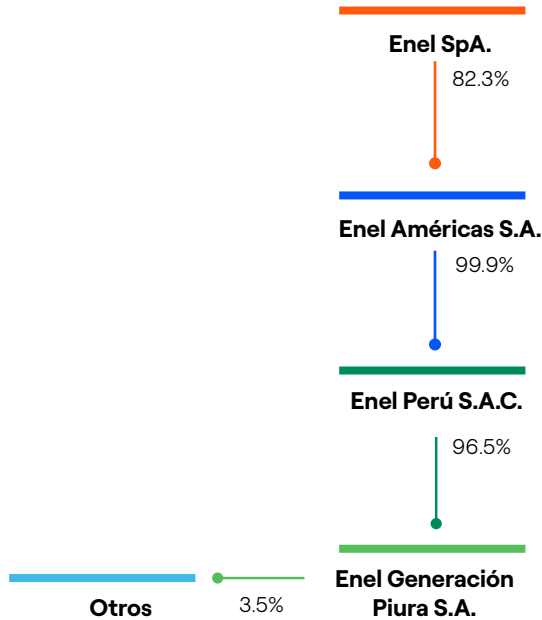 Enel SpA.
82.3%
Enel Américas S.A.
99.9%
Enel Perú S.A.C.
96.5%
Enel Generación
Piura S.A.
3.5%
Otros